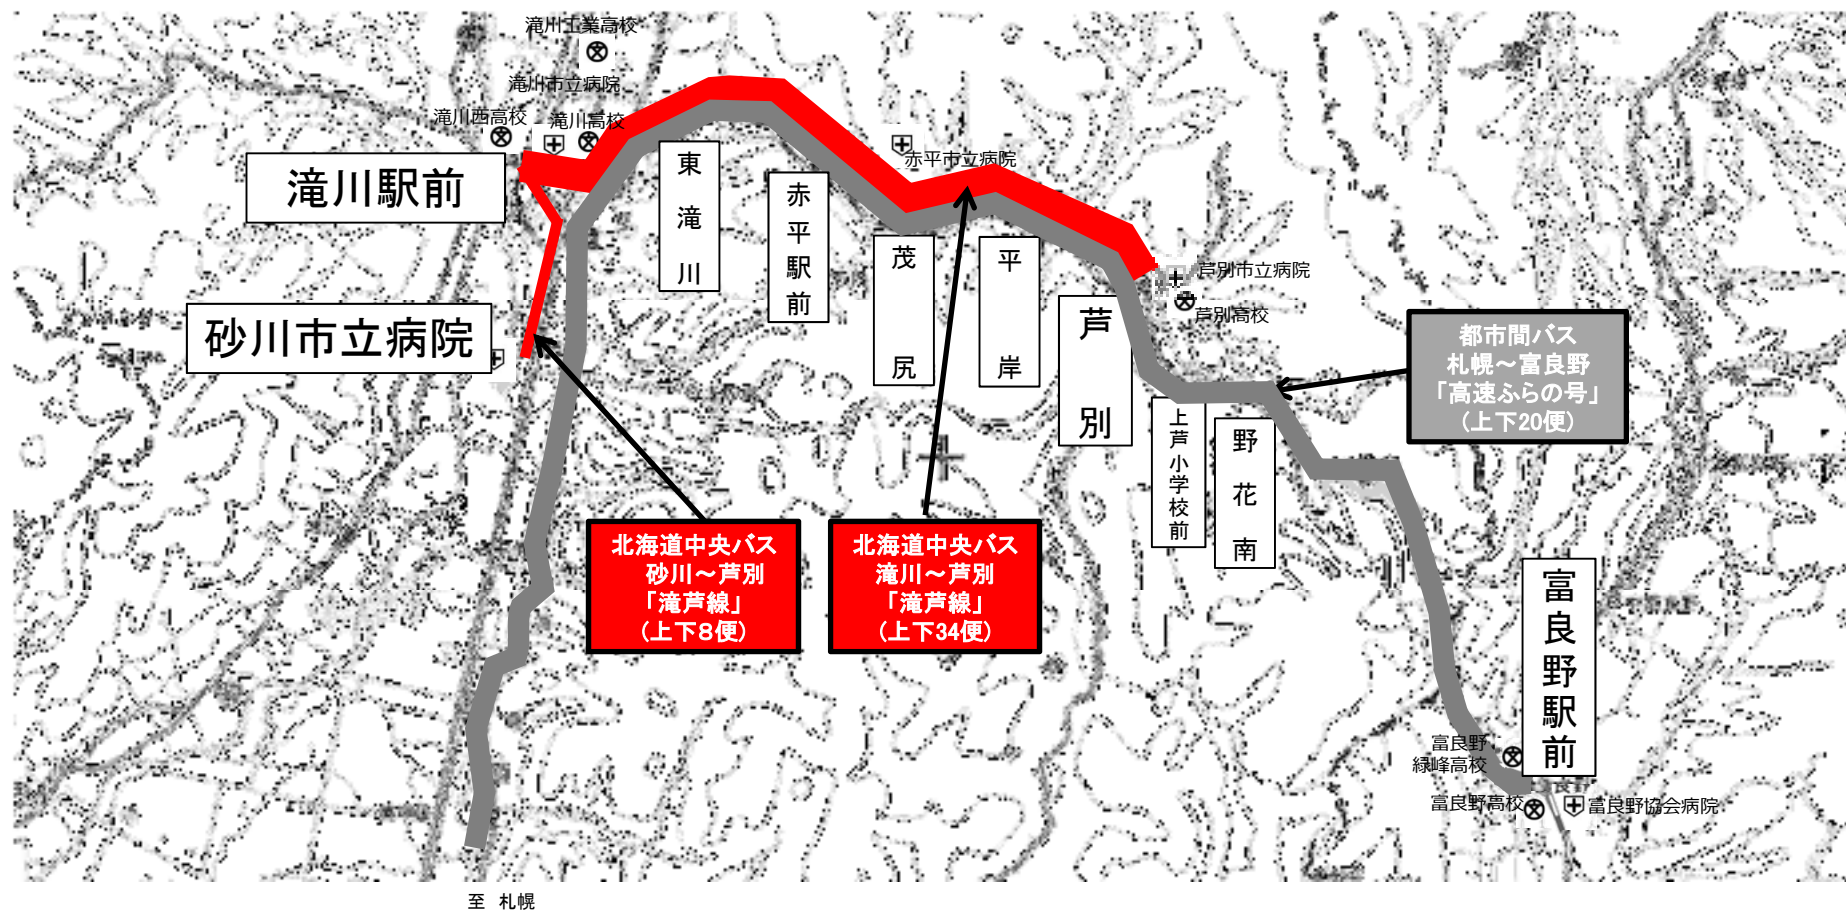 滝川工業高校
滝川市立病院
滝川西高校
滝川高校
滝川駅前
砂川市立病院
東滝川
赤平駅前
赤平市立病院
茂尻
平岸
芦別
芦別市立病院
芦別高校
上芦小学校前
野花南
都市間バス
札幌～富良野
「高速ふらの号」
(上下20便)
北海道中央バス
砂川～芦別
「滝芦線」
(上下8便)
北海道中央バス
滝川～芦別
「滝芦線」
(上下34便)
富良野駅前
富良野
緑峰高校
富良野高校
富良野協会病院
至 札幌